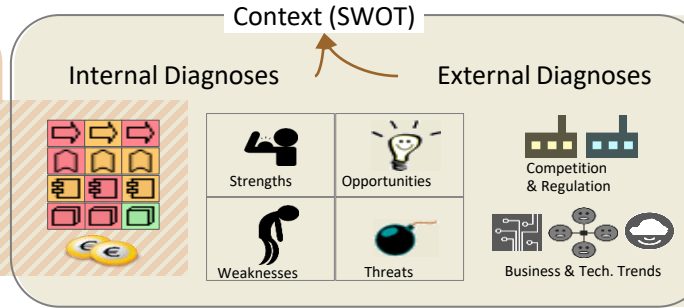 Context (SWOT)
Internal Diagnoses
External Diagnoses
Strengths
Opportunities
Competition
& Regulation
Weaknesses
Threats
Business & Tech. Trends
€
€